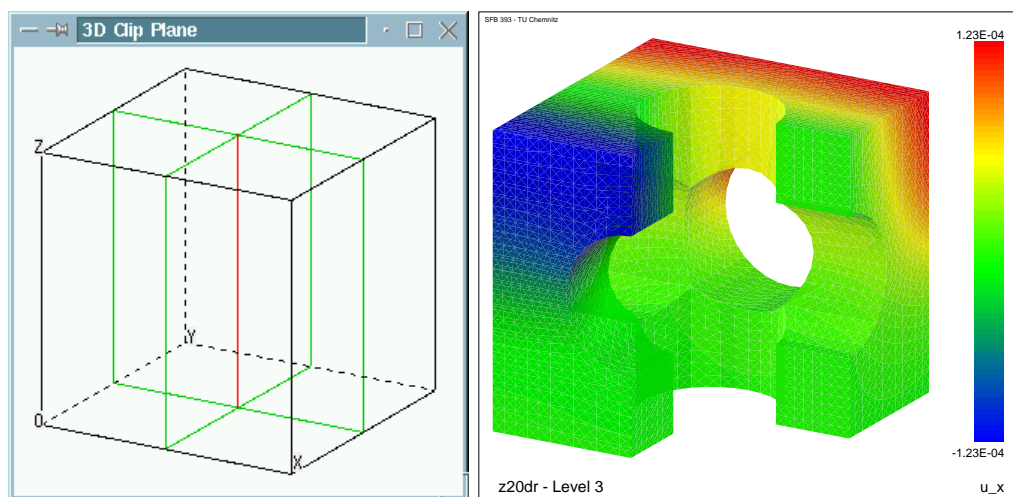 3D Clip Plane
Z
Y
0
X
SFB 393 - TU Chemnitz
1.23E-04
-1.23E-04
z20dr - Level 3
u_x